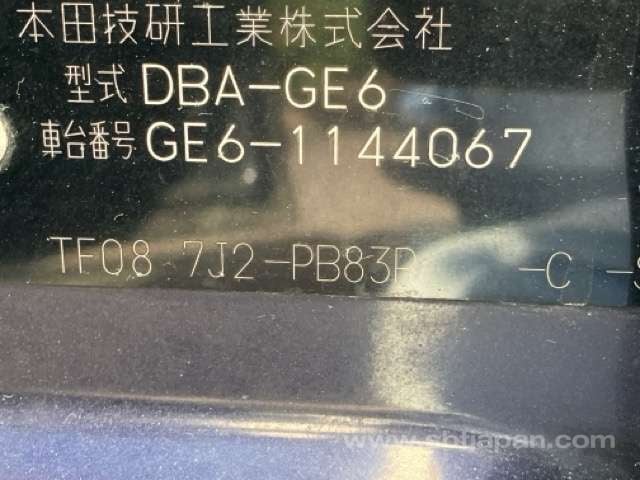 本田技研工業株式会社
型式 DBA-GE6
車台番号 GE6-1144067
TF08 7J2-PB83P -C -S
www.sbtjapan.com